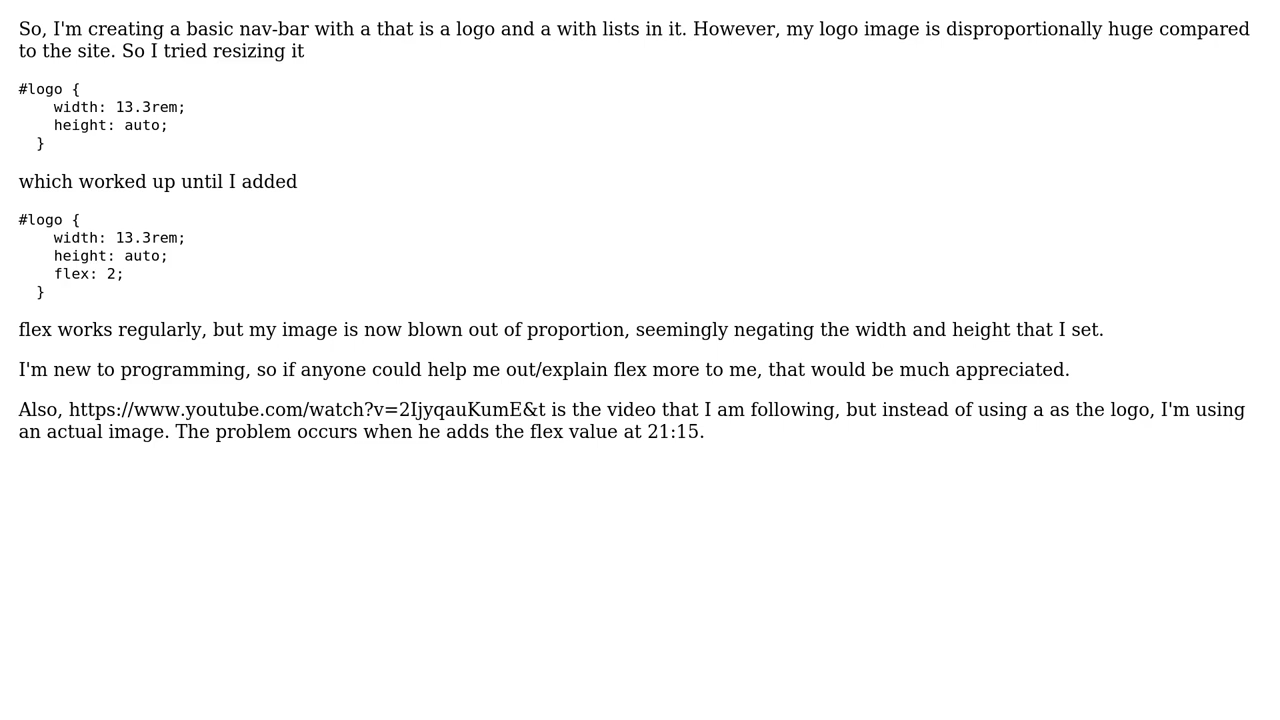 So, I'm creating a basic nav-bar with a that is a logo and a with lists in it. However, my logo image is disproportionally huge compared
to the site. So I tried resizing it
#logo {
    width: 13.3rem;
    height: auto;
  }
which worked up until I added
#logo {
    width: 13.3rem;
    height: auto;
    flex: 2;
  }
flex works regularly, but my image is now blown out of proportion, seemingly negating the width and height that I set.
I'm new to programming, so if anyone could help me out/explain flex more to me, that would be much appreciated.
Also, https://www.youtube.com/watch?v=2IjyqauKumE&t is the video that I am following, but instead of using a as the logo, I'm using
an actual image. The problem occurs when he adds the flex value at 21:15.